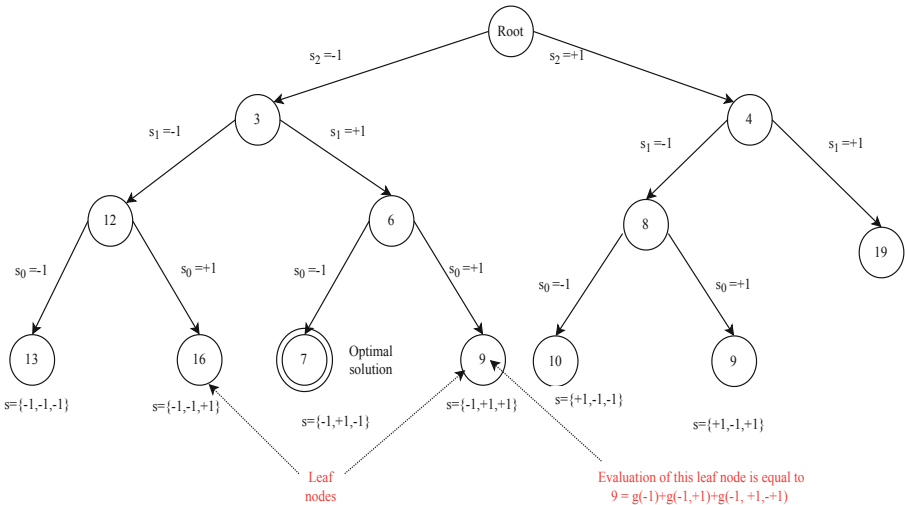 Root
s2 =-1
s2 =+1
3
4
s1 =-1
s1 =+1
s1 =-1
s1 =+1
12
6
8
19
s0 =-1
s0 =+1
s0 =-1
s0 =+1
s0 =-1
s0 =+1
13
16
7
Optimal
solution
9
10
9
s={-1,-1,-1}
s={-1,-1,+1}
s={-1,+1,-1}
s={-1,+1,+1}
s={+1,-1,-1}
s={+1,-1,+1}
Leaf
nodes
Evaluation of this leaf node is equal to
9 = g(-1)+g(-1,+1)+g(-1, +1,-+1)